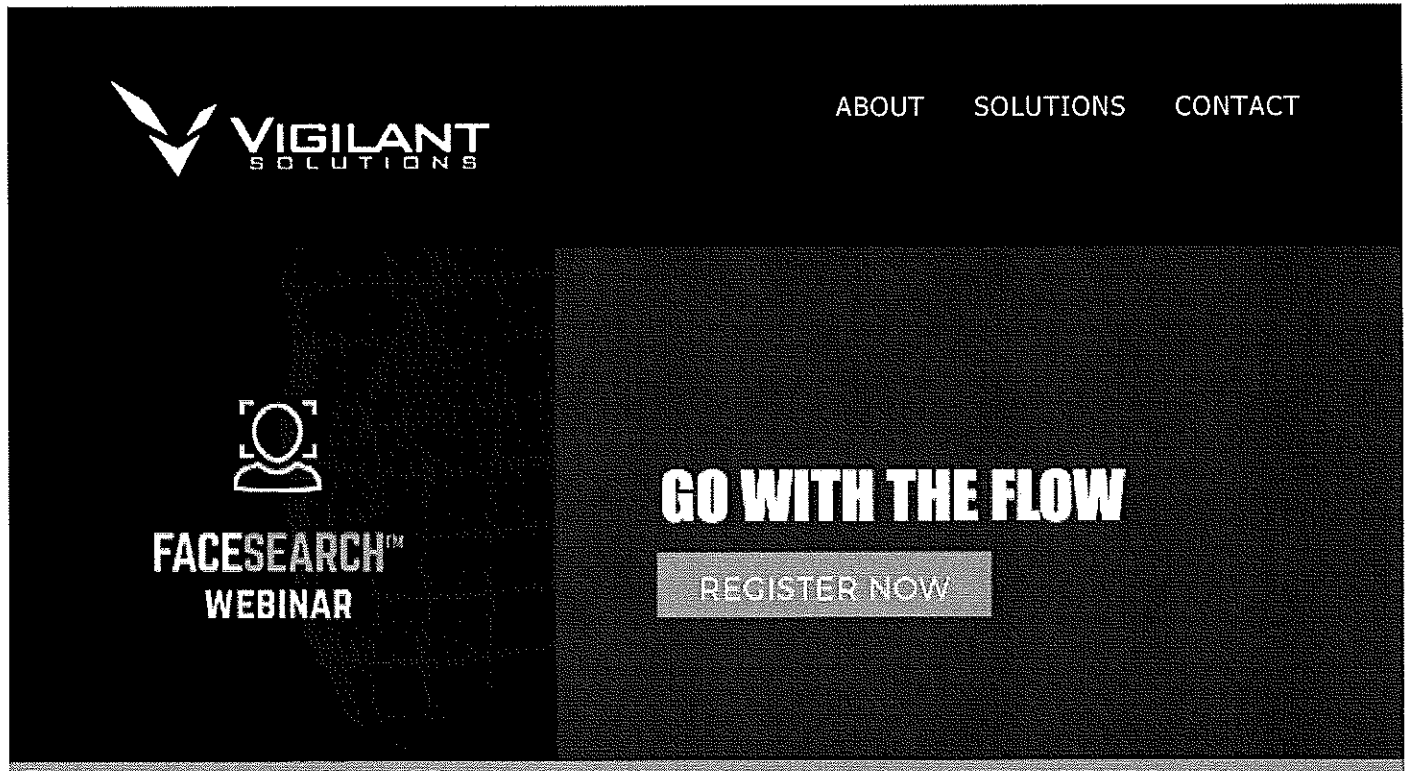 VIGILANT
SOLUTIONS
ABOUT SOLUTIONS CONTACT
FACESEARCH™
WEBINAR
GO WITH THE FLOW
REGISTER NOW